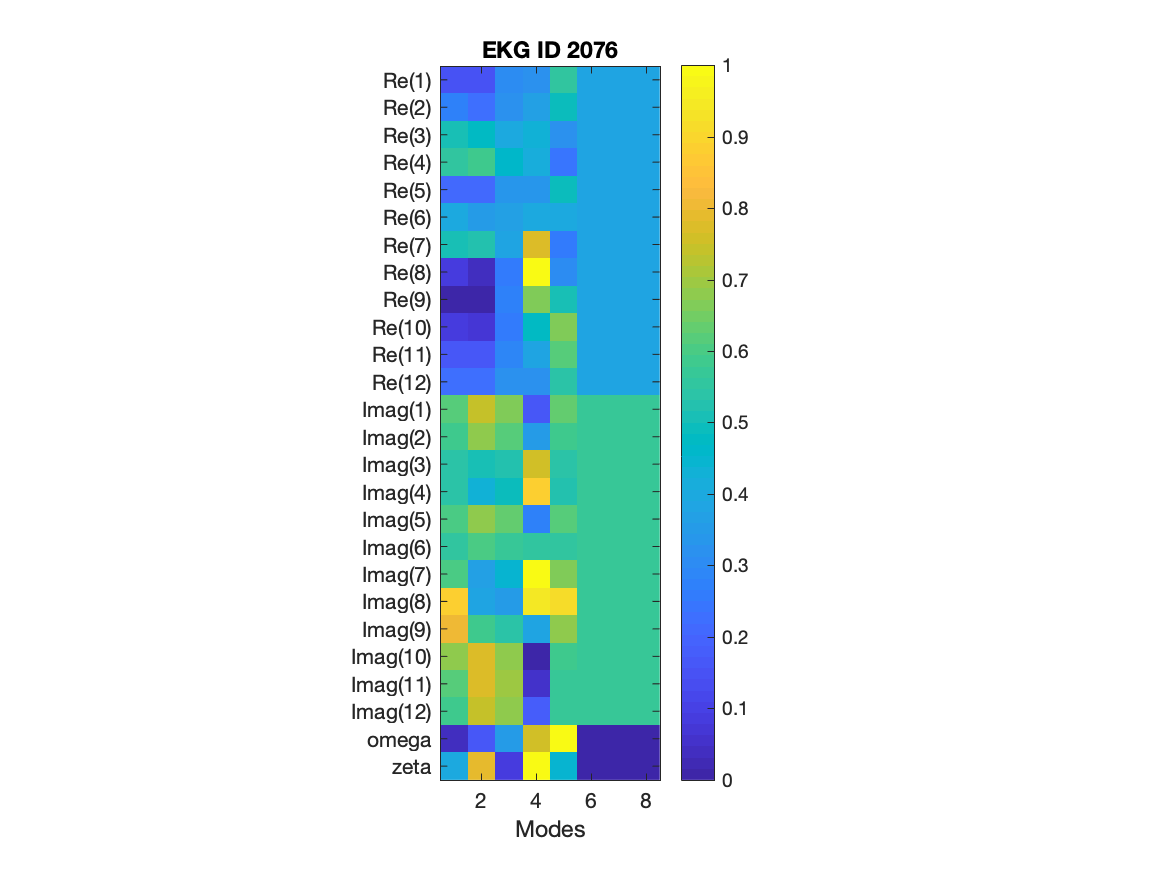 EKG ID 2076
Re(1)
Re(2)
Re(3)
Re(4)
Re(5)
Re(6)
Re(7)
Re(8)
Re(9)
Re(10)
Re(11)
Re(12)
Imag(1)
Imag(2)
Imag(3)
Imag(4)
Imag(5)
Imag(6)
Imag(7)
Imag(8)
Imag(9)
Imag(10)
Imag(11)
Imag(12)
omega
zeta
2 4 6 8
Modes
1
0.9
0.8
0.7
0.6
0.5
0.4
0.3
0.2
0.1
0